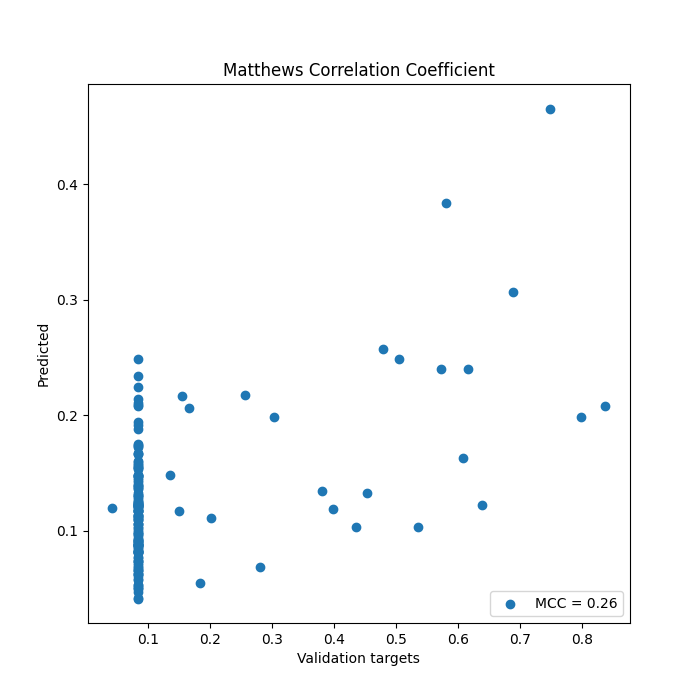 Matthews Correlation Coefficient
0.4
0.3
0.2
0.1
Predicted
MCC = 0.26
0.1 0.2 0.3 0.4 0.5 0.6 0.7 0.8
Validation targets